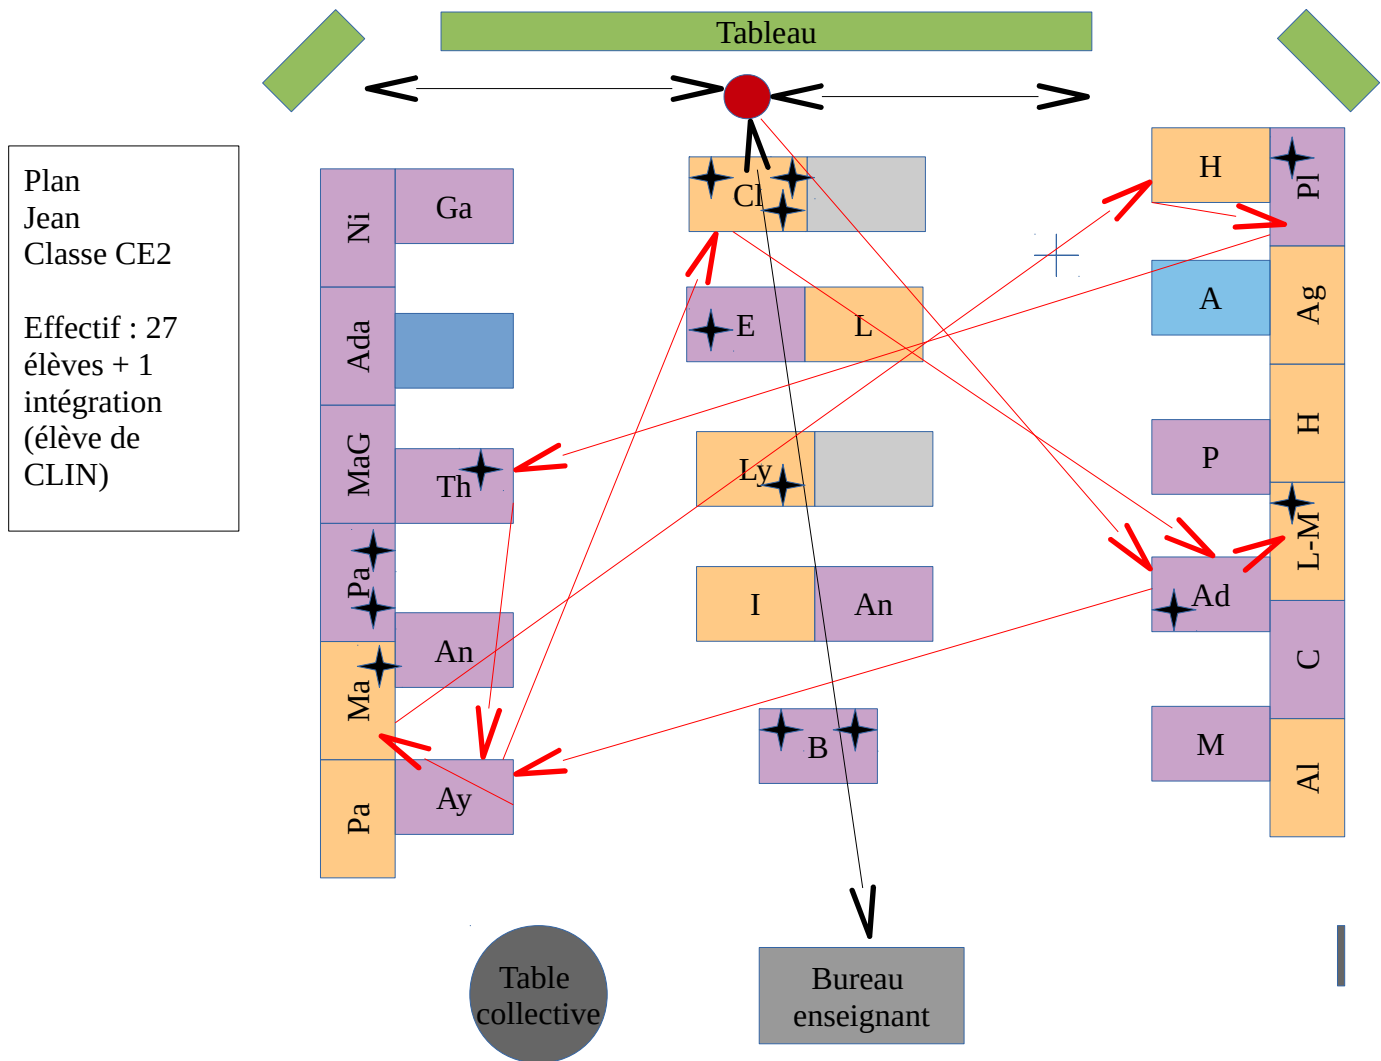 Tableau
Plan
Jean
Classe CE2
Effectif : 27
élèves + 1
intégration
(élève de
CLIN)
Ni
Ga
Ada
MaG
Th
Pa
An
Ma
Ay
Pa
Cl
E
L
Ly
I
An
B
H
Pl
A
Ag
H
P
L-M
Ad
C
M
Al
Table
collective
Bureau
enseignant